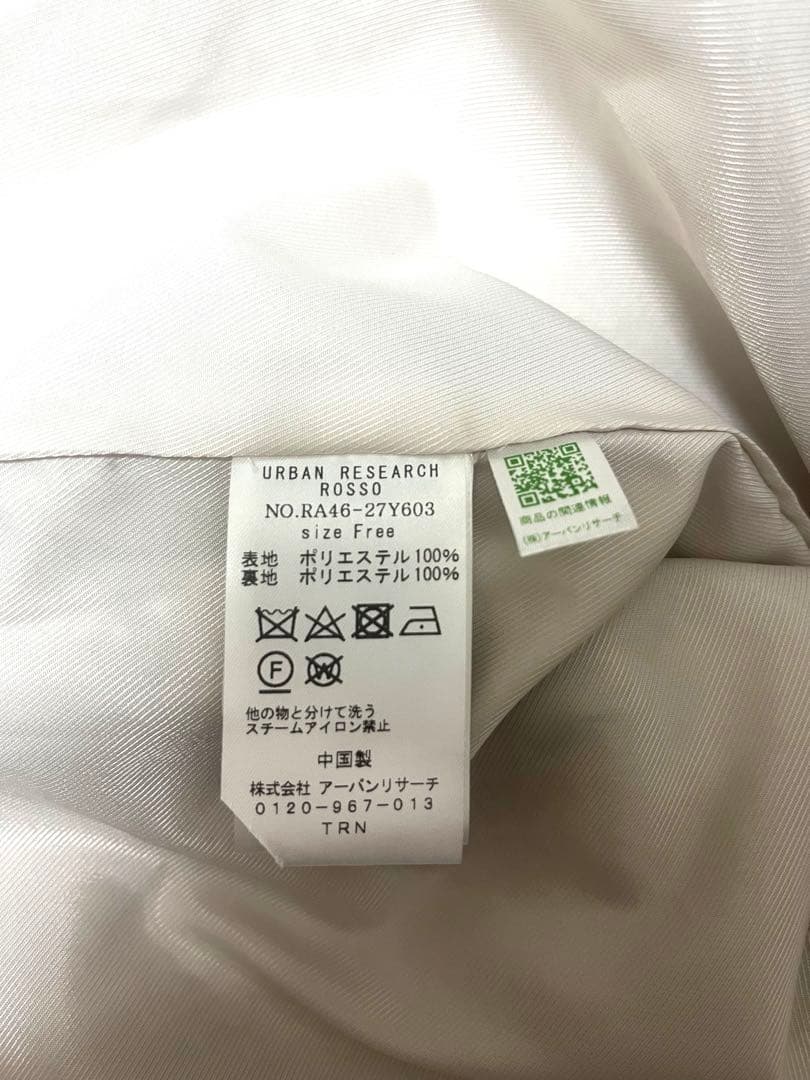 URBAN RESEARCH
ROSSO
NO.RA46-27Y603
size Free
表地 ポリエステル100%
裏地 ポリエステル100%
F W
他の物と分けて洗う
スチームアイロン禁止
中国製
株式会社 アーバンリサーチ
0120-967-013
TRN
商品の関連情報
(株)アーバンリサーチ